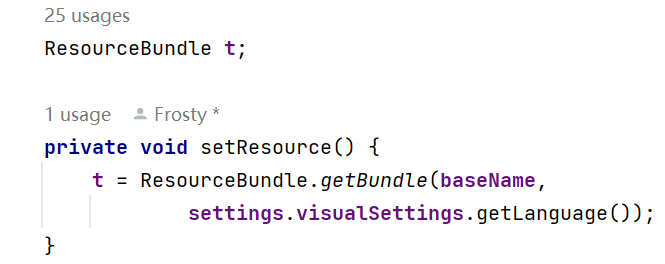 25 usages
ResourceBundle t;
1 usage Frosty *
private void setResource() {
t = ResourceBundle.getBundle(baseName,
settings.visualSettings.getLanguage());
}